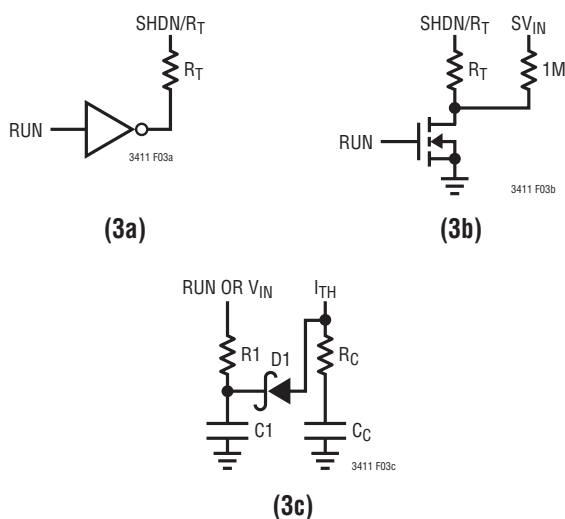 SHDN/RT
RT
RUN
3411 F03a
(3a)
SHDN/RT
SVIN
RT
1M
RUN
3411 F03b
(3b)
RUN OR VIN
ITH
R1
D1
RC
C1
CC
3411 F03c
(3c)